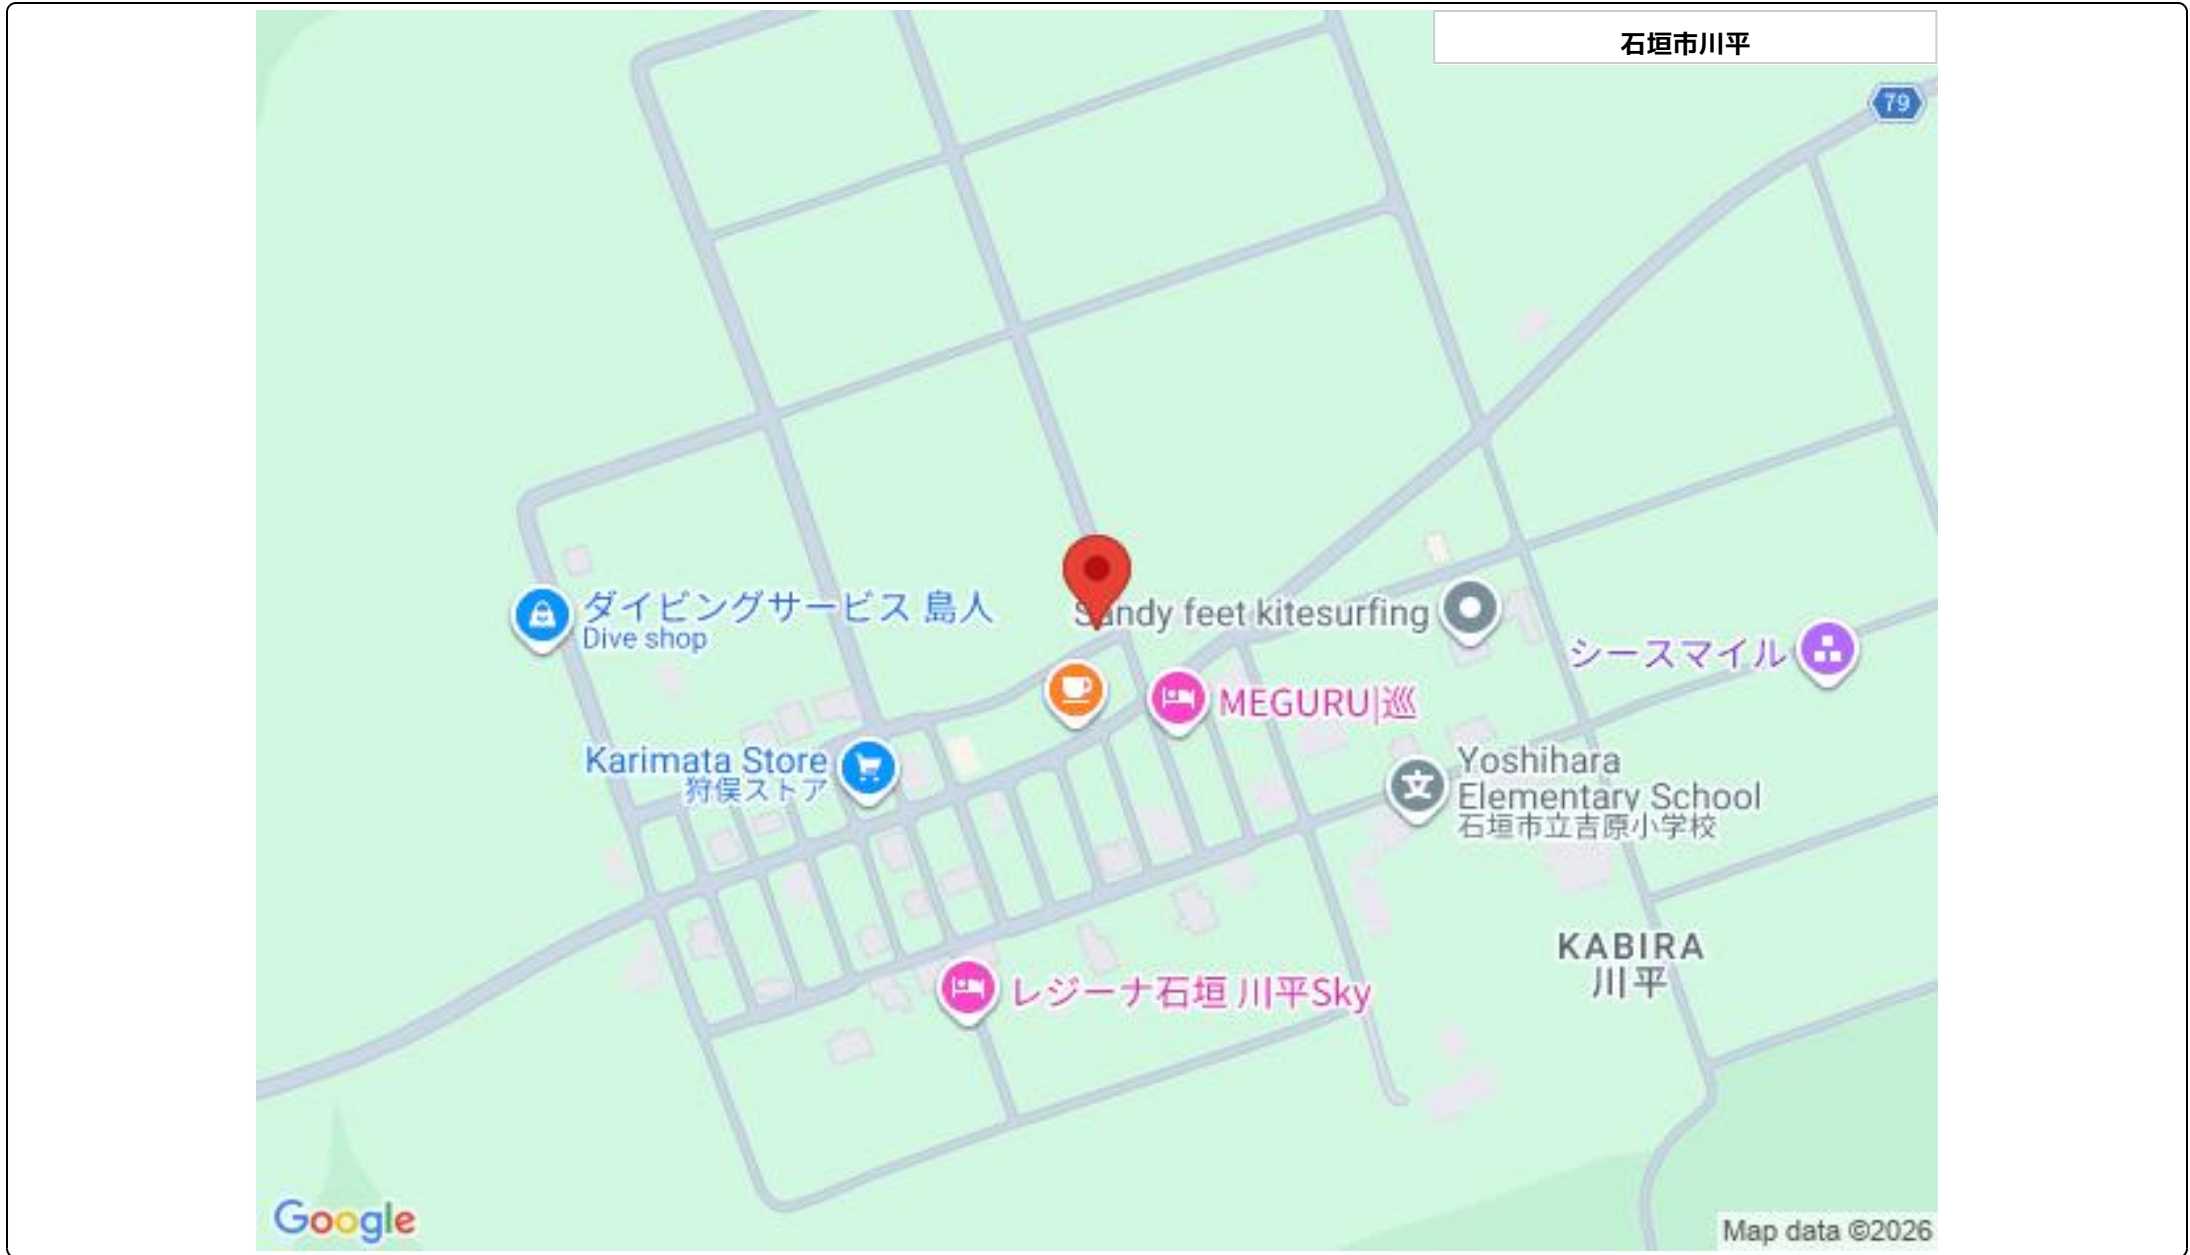 石垣市川平
79
ダイビングサービス 島人
Dive shop
Sandy feet kitesurfing
シースマイル
MEGURU|巡
Karimata Store
狩俣ストア
Yoshihara
Elementary School
石垣市立吉原小学校
KABIRA
川平
レジーナ石垣 川平Sky
Google
Map data ©2026